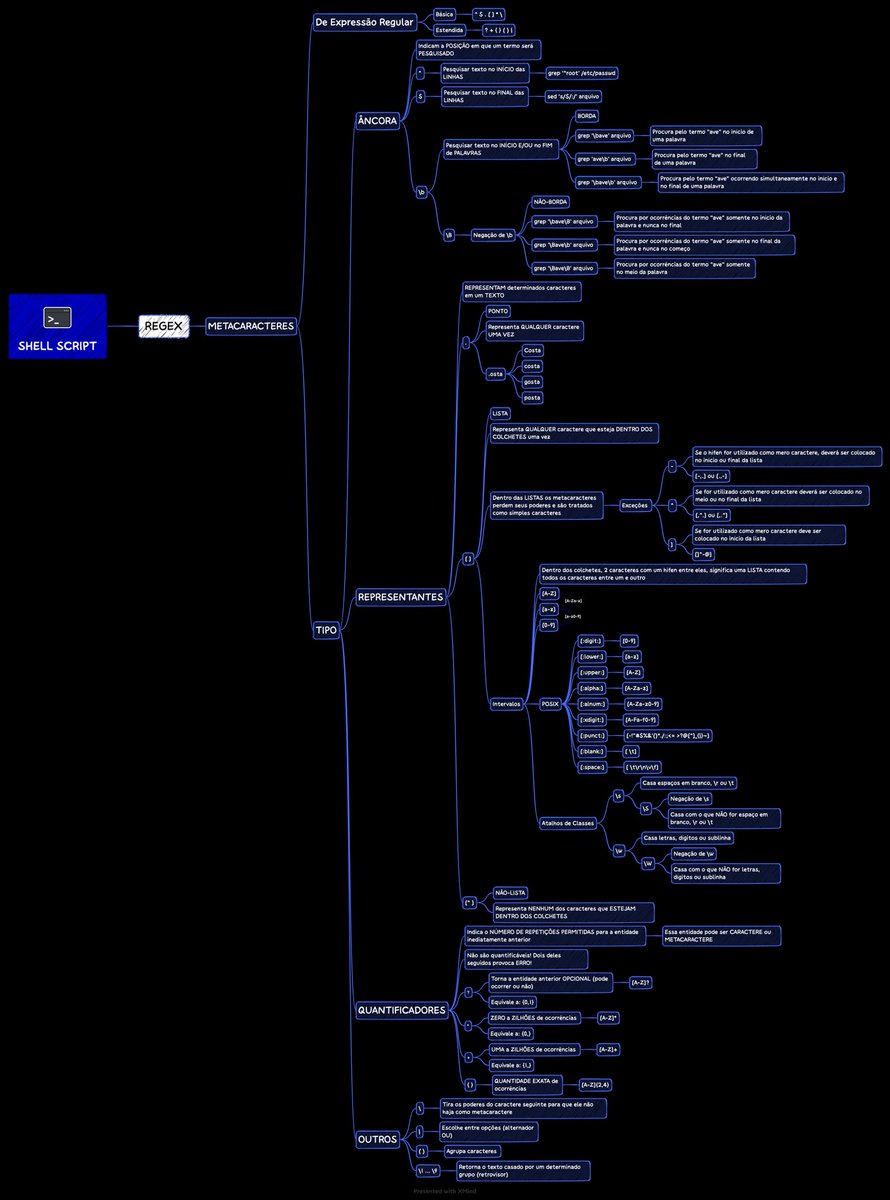 SHELL SCRIPT
REGEX
METACARACTERES
De Expressão Regular
Básica
^ $ . [ ] * \
Estendida
? + ( ) { } |
TIPO
ÂNCORA
Indicam a POSIÇÃO em que um termo será
PESQUISADO
^
Pesquisar texto no INÍCIO das
LINHAS
grep '^root' /etc/passwd
$
Pesquisar texto no FINAL das
LINHAS
sed 's/$/;/' arquivo
\b
Pesquisar texto no INÍCIO E/OU no FIM
de PALAVRAS
BORDA
grep '\bave' arquivo
Procura pelo termo "ave" no início de
uma palavra
grep 'ave\b' arquivo
Procura pelo termo "ave" no final
de uma palavra
grep '\bave\b' arquivo
Procura pelo termo "ave" ocorrendo simultaneamente no início e
no final de uma palavra
\B
Negação de \b
NÃO-BORDA
grep '\bave\B' arquivo
Procura por ocorrências do termo "ave" somente no início da
palavra e nunca no final
grep '\Bave\b' arquivo
Procura por ocorrências do termo "ave" somente no final da
palavra e nunca no começo
grep '\Bave\B' arquivo
Procura por ocorrências do termo "ave" somente
no meio da palavra
REPRESENTANTES
REPRESENTAM determinados caracteres
em um TEXTO
.
PONTO
Representa QUALQUER caractere
UMA VEZ
.osta
Costa
costa
gosta
posta
[ ]
LISTA
Representa QUALQUER caractere que esteja DENTRO DOS
COLCHETES uma vez
Dentro das LISTAS os metacaracteres
perdem seus poderes e são tratados
como simples caracteres
Exceções
-
Se o hífen for utilizado como mero caractere, deverá ser colocado
no início ou final da lista
[-,.] ou [,.-]
^
Se for utilizado como mero caractere deverá ser colocado no
meio ou no final da lista
[,^.] ou [,.^]
]
Se for utilizado como mero caractere deve ser
colocado no início da lista
[]^-@]
Intervalos
Dentro dos colchetes, 2 caracteres com um hífen entre eles, significa uma LISTA contendo
todos os caracteres entre um e outro
[A-Z]
[a-z]
[0-9]
[A-Za-z]
[a-z0-9]
POSIX
[:digit:]
[0-9]
[:lower:]
[a-z]
[:upper:]
[A-Z]
[:alpha:]
[A-Za-z]
[:alnum:]
[A-Za-z0-9]
[:xdigit:]
[A-Fa-f0-9]
[:punct:]
[:blank:]
[ \t]
[:space:]
[ \t\r\n\v\f]
Atalhos de Classes
\s
Casa espaços em branco, \r ou \t
\S
Negação de \s
Casa com o que NÃO for espaço em
branco, \r ou \t
\w
Casa letras, dígitos ou sublinha
\W
Negação de \w
Casa com o que NÃO for letras,
dígitos ou sublinha
[^ ]
NÃO-LISTA
Representa NENHUM dos caracteres que ESTEJAM
DENTRO DOS COLCHETES
QUANTIFICADORES
Indica o NÚMERO DE REPETIÇÕES PERMITIDAS para a entidade
inediatamente anterior
Essa entidade pode ser CARACTERE ou
METACARACTERE
Não são quantificáveis! Dois deles
seguidos provoca ERRO!
?
Torna a entidade anterior OPCIONAL (pode
ocorrer ou não)
[A-Z]?
Equivale a: {0,1}
*
ZERO a ZILHÕES de ocorrências
[A-Z]*
Equivale a: {0,}
+
UMA a ZILHÕES de ocorrências
[A-Z]+
Equivale a: {1,}
{ }
QUANTIDADE EXATA de
ocorrências
[A-Z]{2,4}
OUTROS
\
Tira os poderes do caractere seguinte para que ele não
haja como metacaractere
|
Escolhe entre opções (alternador
OU)
( )
Agrupa caracteres
\1 ... \9
Retorna o texto casado por um determinado
grupo (retrovisor)
Presented with XMind